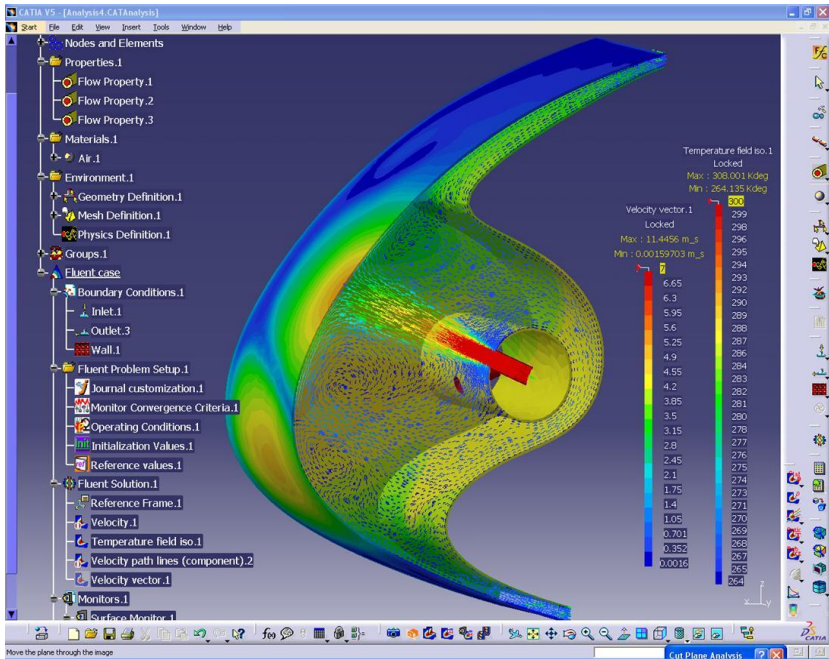 CATIA V5 - [Analysis4.CATAnalysis]
Start File Edit View Insert Tools Window Help
Nodes and Elements
Properties.1
Flow Property.1
Flow Property.2
Flow Property.3
Materials.1
Air.1
Environment.1
Geometry Definition.1
Mesh Definition.1
Physics Definition.1
Groups.1
Fluent case
Boundary Conditions.1
Inlet.1
Outlet.3
Wall.1
Fluent Problem Setup.1
Journal customization.1
Monitor Convergence Criteria.1
Operating Conditions.1
Initialization Values.1
Reference values.1
Fluent Solution.1
Reference Frame.1
Velocity.1
Temperature field iso.1
Velocity path lines (component).2
Velocity vector.1
Monitors.1
Surface Monitor.1
Velocity vector.1
Locked
Max : 11.4456 m_s
Min : 0.00159703 m_s
7
6.65
6.3
5.95
5.6
5.25
4.9
4.55
4.2
3.85
3.5
3.15
2.8
2.45
2.1
1.75
1.4
1.05
0.701
0.352
0.0016
Temperature field iso.1
Locked
Max : 308.001 Kdeg
Min : 264.135 Kdeg
300
299
298
296
295
294
293
292
290
289
288
287
286
284
283
282
281
280
278
277
276
275
274
273
271
270
269
268
267
265
264
z
x y
CATIA
Move the plane through the image
Cut Plane Analysis